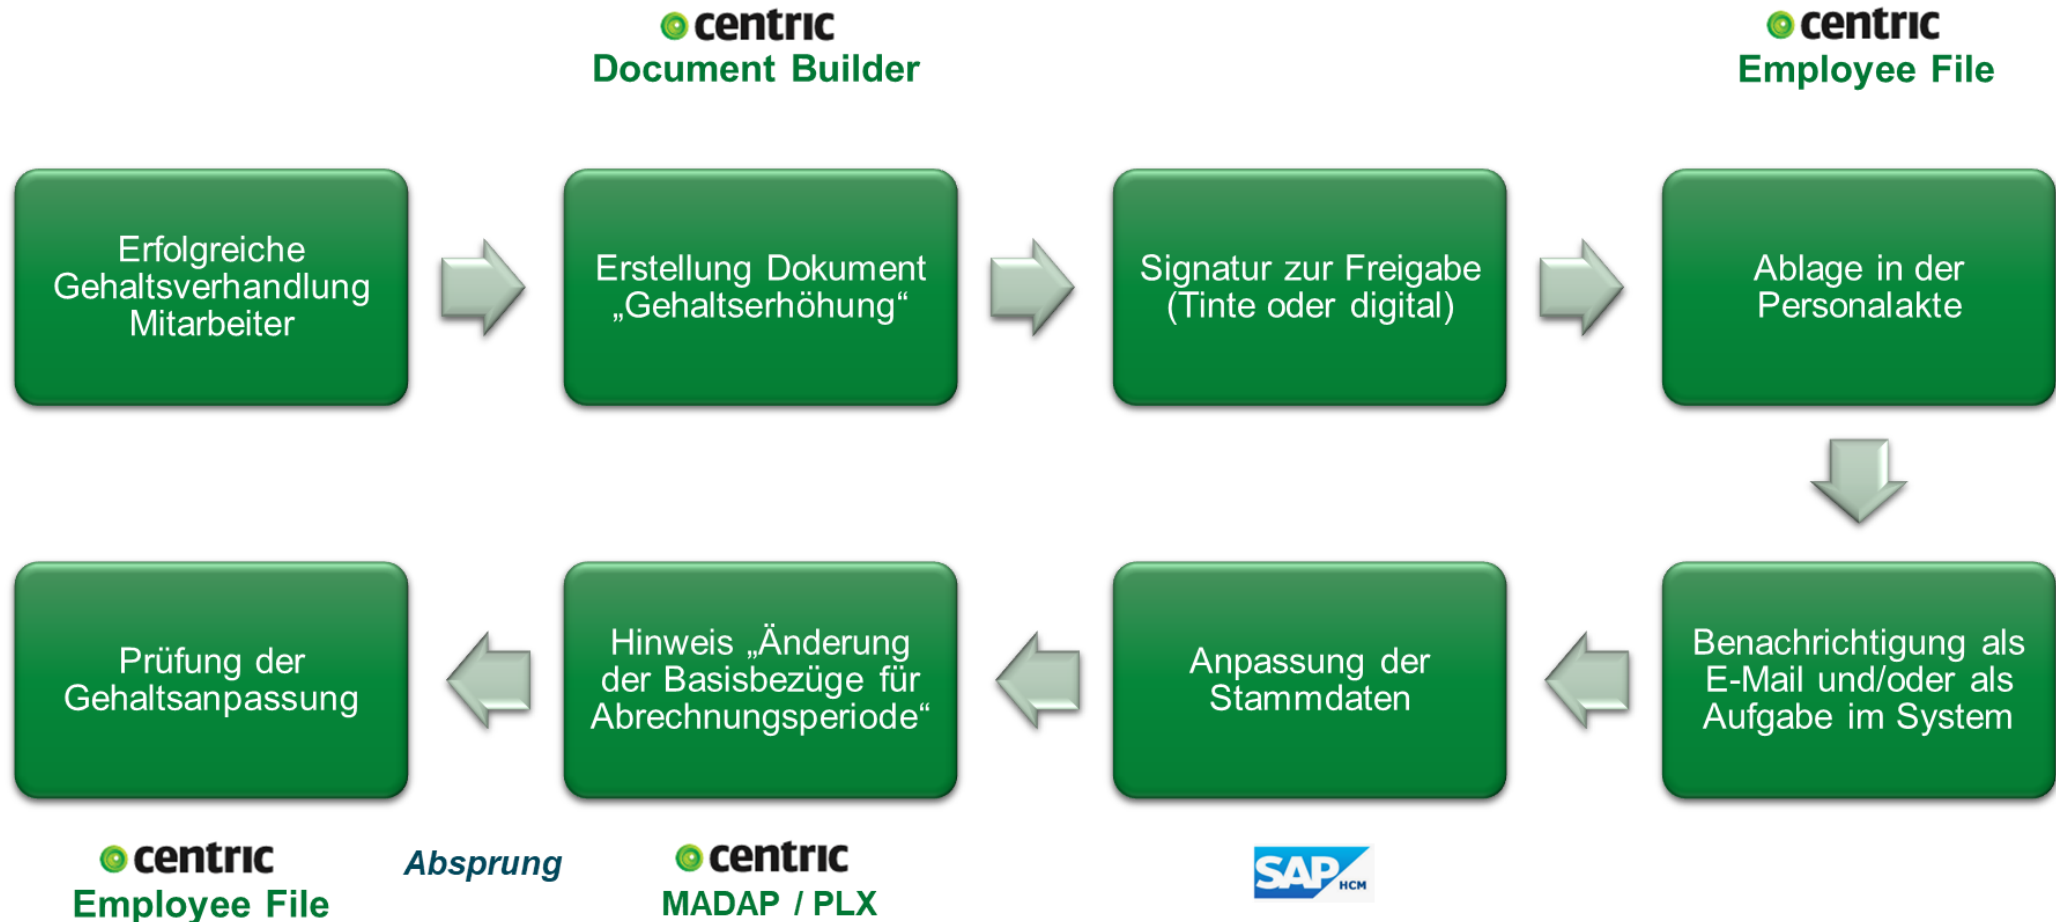 centric
Document Builder
centric
Employee File
Erfolgreiche
Gehaltsverhandlung
Mitarbeiter
Erstellung Dokument
„Gehaltserhöhung“
Signatur zur Freigabe
(Tinte oder digital)
Ablage in der
Personalakte
Prüfung der
Gehaltsanpassung
Hinweis „Änderung
der Basisbezüge für
Abrechnungsperiode“
Anpassung der
Stammdaten
Benachrichtigung als
E-Mail und/oder als
Aufgabe im System
centric
Employee File
Absprung
centric
MADAP / PLX
SAP HCM